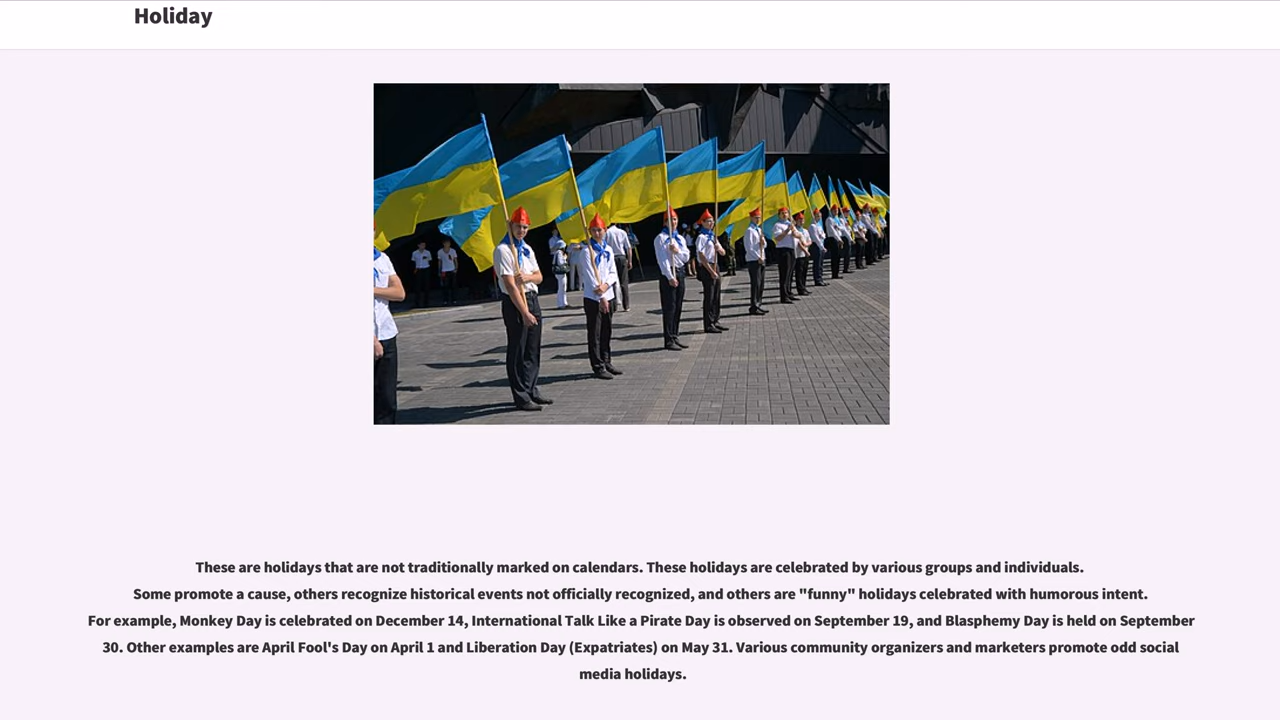 Holiday
These are holidays that are not traditionally marked on calendars. These holidays are celebrated by various groups and individuals.
Some promote a cause, others recognize historical events not officially recognized, and others are "funny" holidays celebrated with humorous intent.
For example, Monkey Day is celebrated on December 14, International Talk Like a Pirate Day is observed on September 19, and Blasphemy Day is held on September
30. Other examples are April Fool's Day on April 1 and Liberation Day (Expatriates) on May 31. Various community organizers and marketers promote odd social
media holidays.